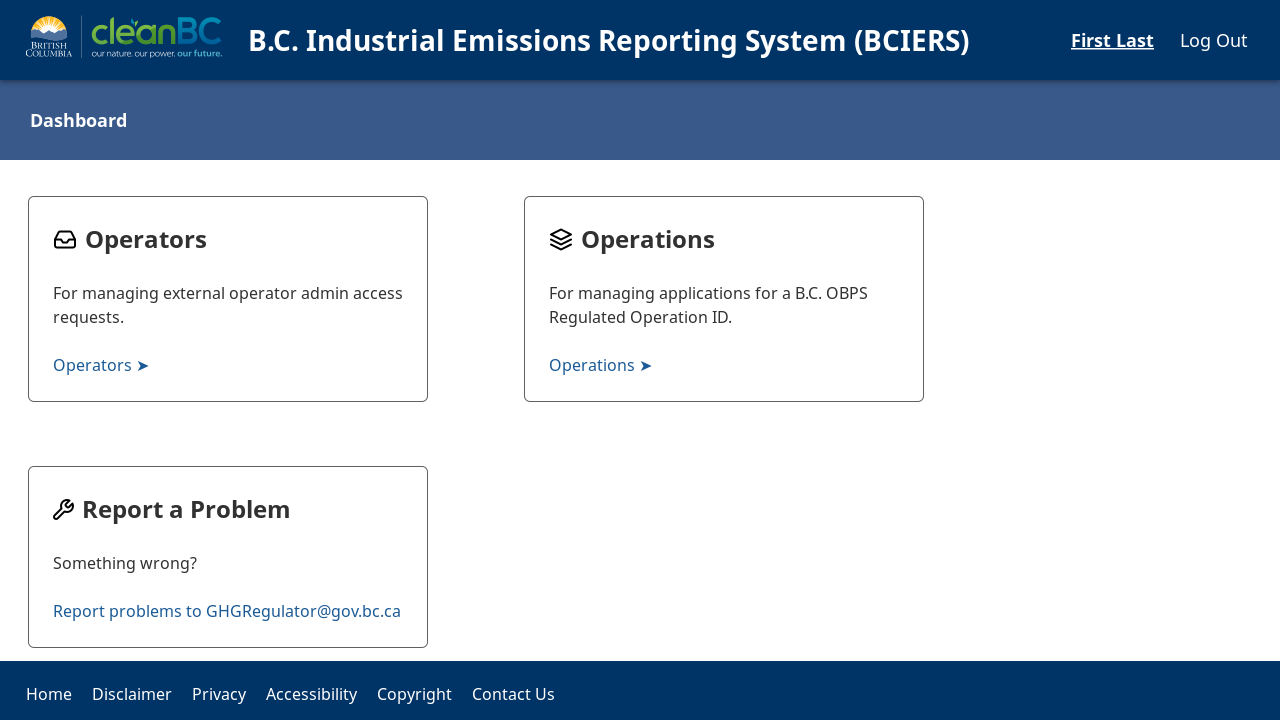 BRITISH
COLUMBIA
cleanBC
our nature. our power. our future.
B.C. Industrial Emissions Reporting System (BCIERS)
First Last
Log Out
Dashboard
Operators
For managing external operator admin access
requests.
Operators ➤
Operations
For managing applications for a B.C. OBPS
Regulated Operation ID.
Operations ➤
Report a Problem
Something wrong?
Report problems to GHGRegulator@gov.bc.ca
Home
Disclaimer
Privacy
Accessibility
Copyright
Contact Us